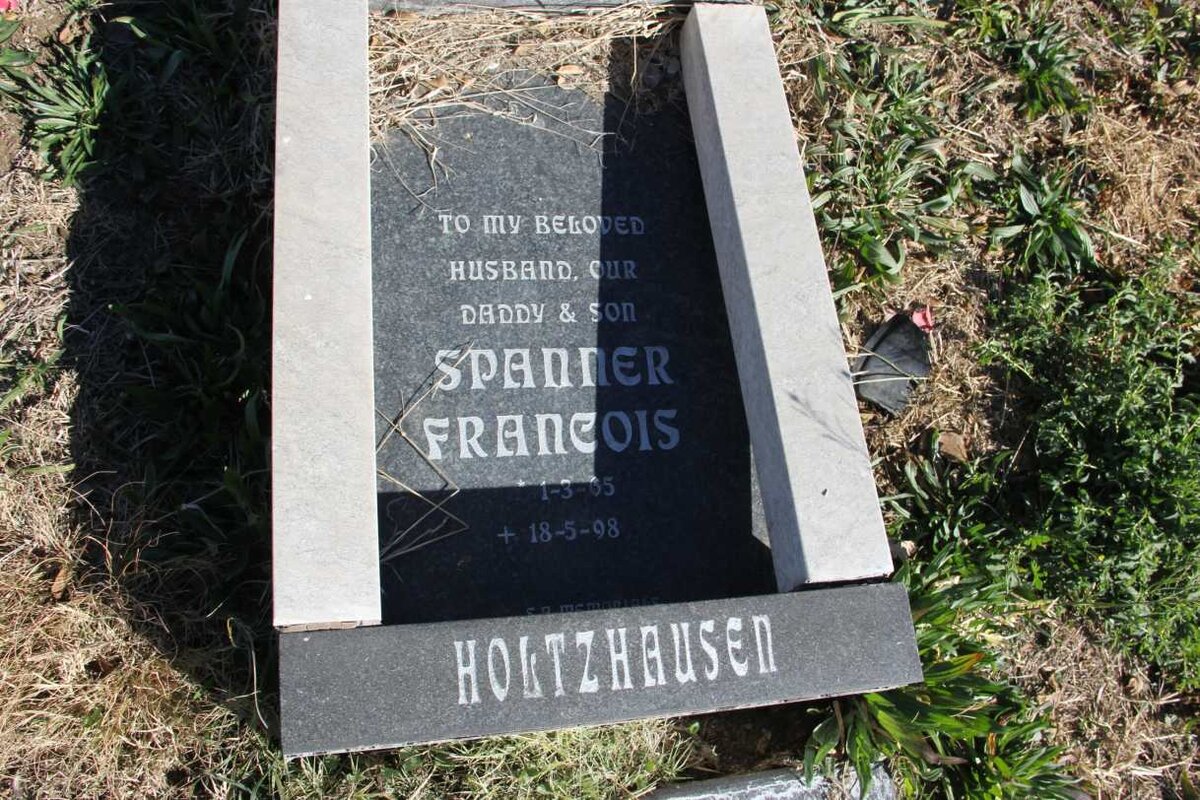 TO MY BELOVED
HUSBAND, OUR
DADDY & SON
SPANNER
FRANCOIS
* 1-3-65
+ 18-5-98
HOLTZHAUSEN